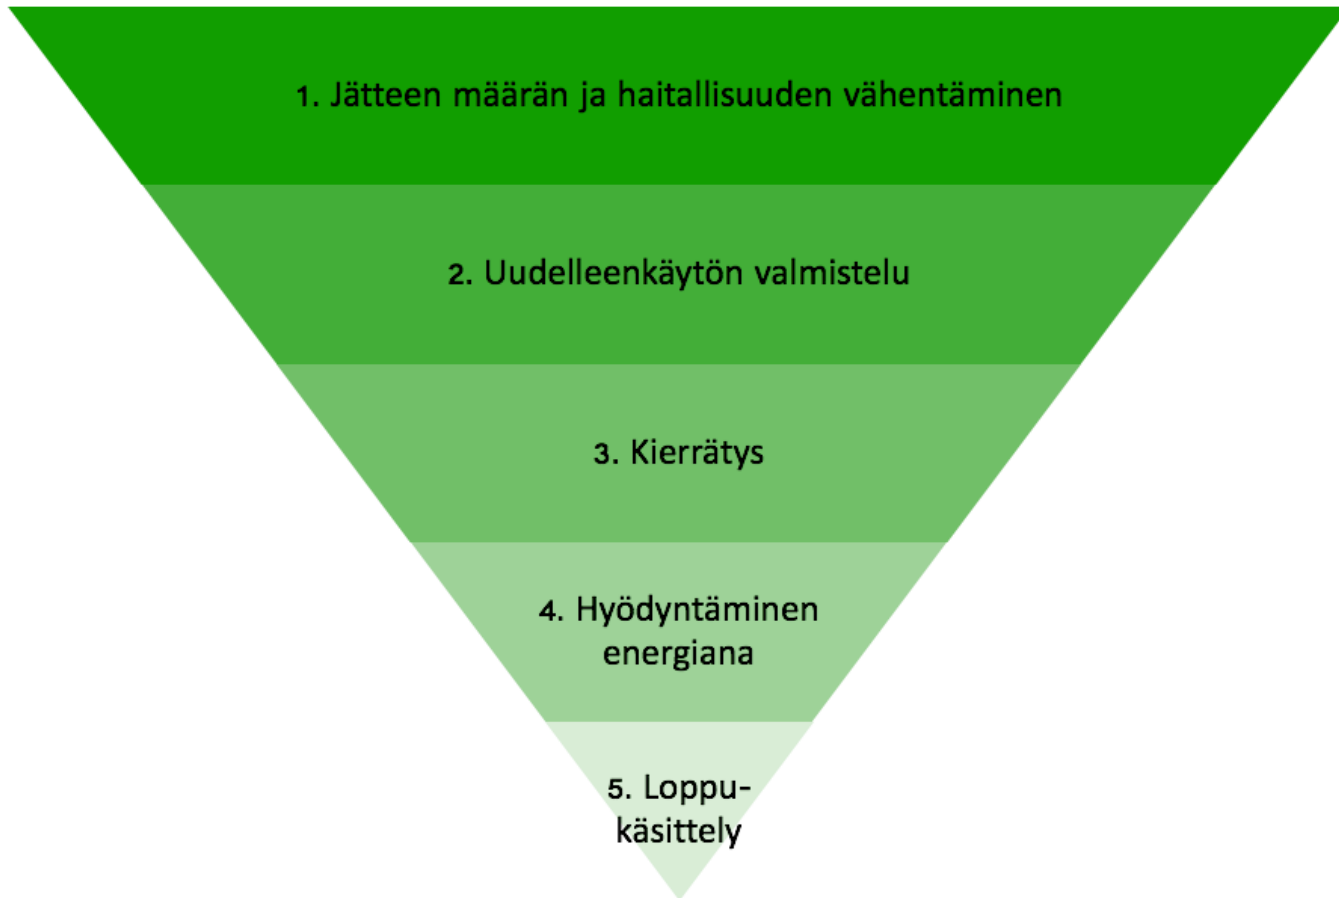 1. Jätteen määrän ja haitallisuuden vähentäminen
2. Uudelleenkäytön valmistelu
3. Kierrätys
4. Hyödyntäminen
energiana
5. Loppu-
käsittely